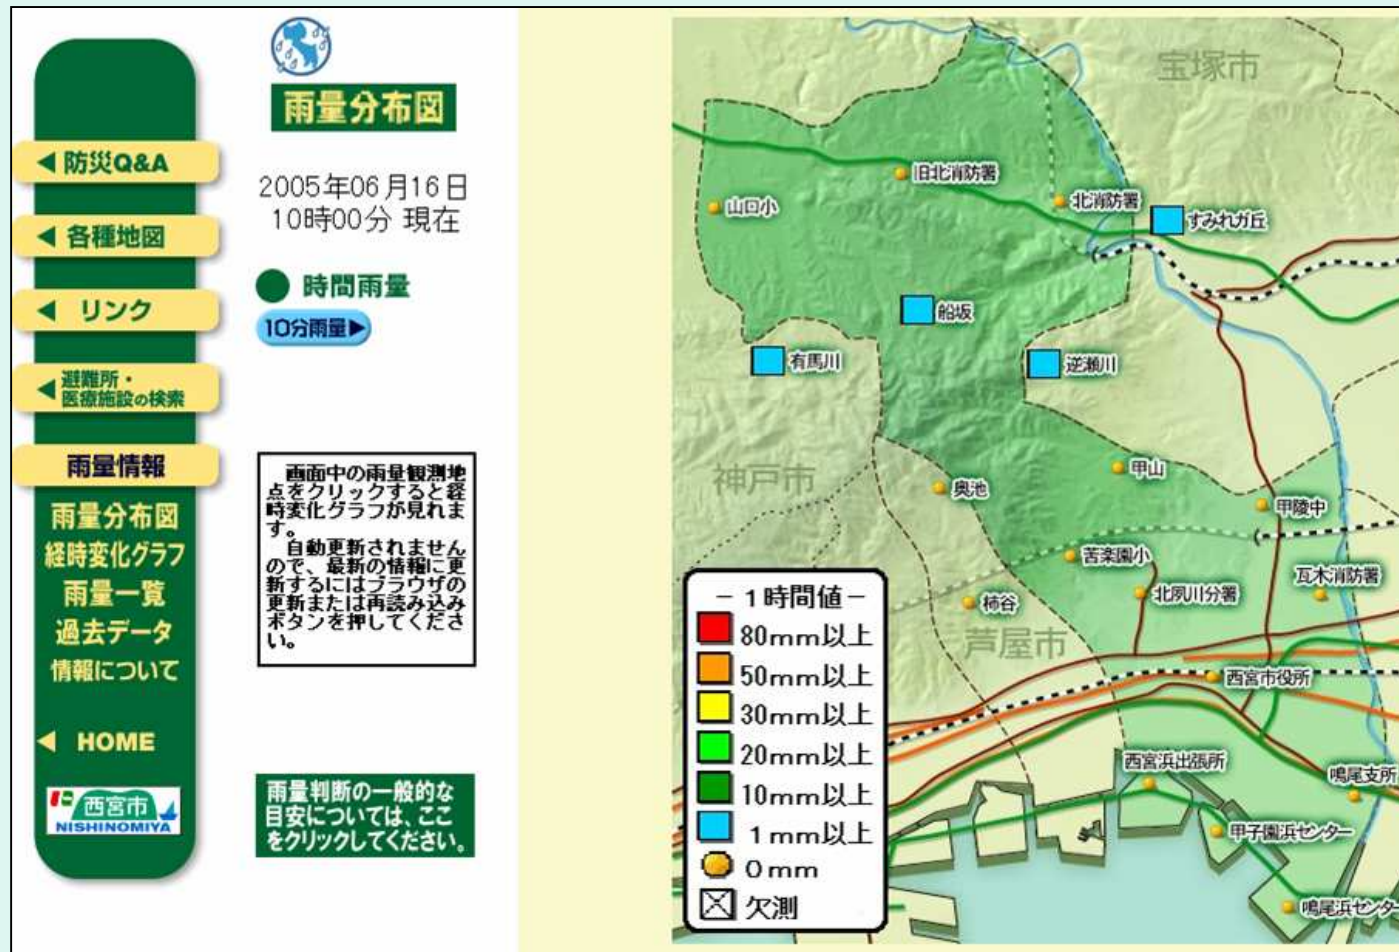 防災Q&A
各種地図
リンク
避難所・
医療施設の検索
雨量情報
雨量分布図
経時変化グラフ
雨量一覧
過去データ
情報について
HOME
西宮市
NISHINOMIYA
雨量分布図
2005年06月16日
10時00分 現在
時間雨量
10分雨量▶
画面中の雨量観測地
点をクリックすると経
時変化グラフが見れま
す。
自動更新されません
ので、最新の情報に更
新するにはブラウザの
更新または再読み込み
ボタンを押してくださ
い。
雨量判断の一般的な
目安については、ここ
をクリックしてください。
宝塚市
旧北消防署
山口小
北消防署
すみれガ丘
船坂
有馬川
逆瀬川
神戸市
甲山
奥池
甲陵中
苦楽園小
瓦木消防署
北夙川分署
柿谷
芦屋市
西宮市役所
西宮浜出張所
鳴尾支所
甲子園浜センター
鳴尾浜センター
－1時間値－
80mm以上
50mm以上
30mm以上
20mm以上
10mm以上
1mm以上
0mm
欠測